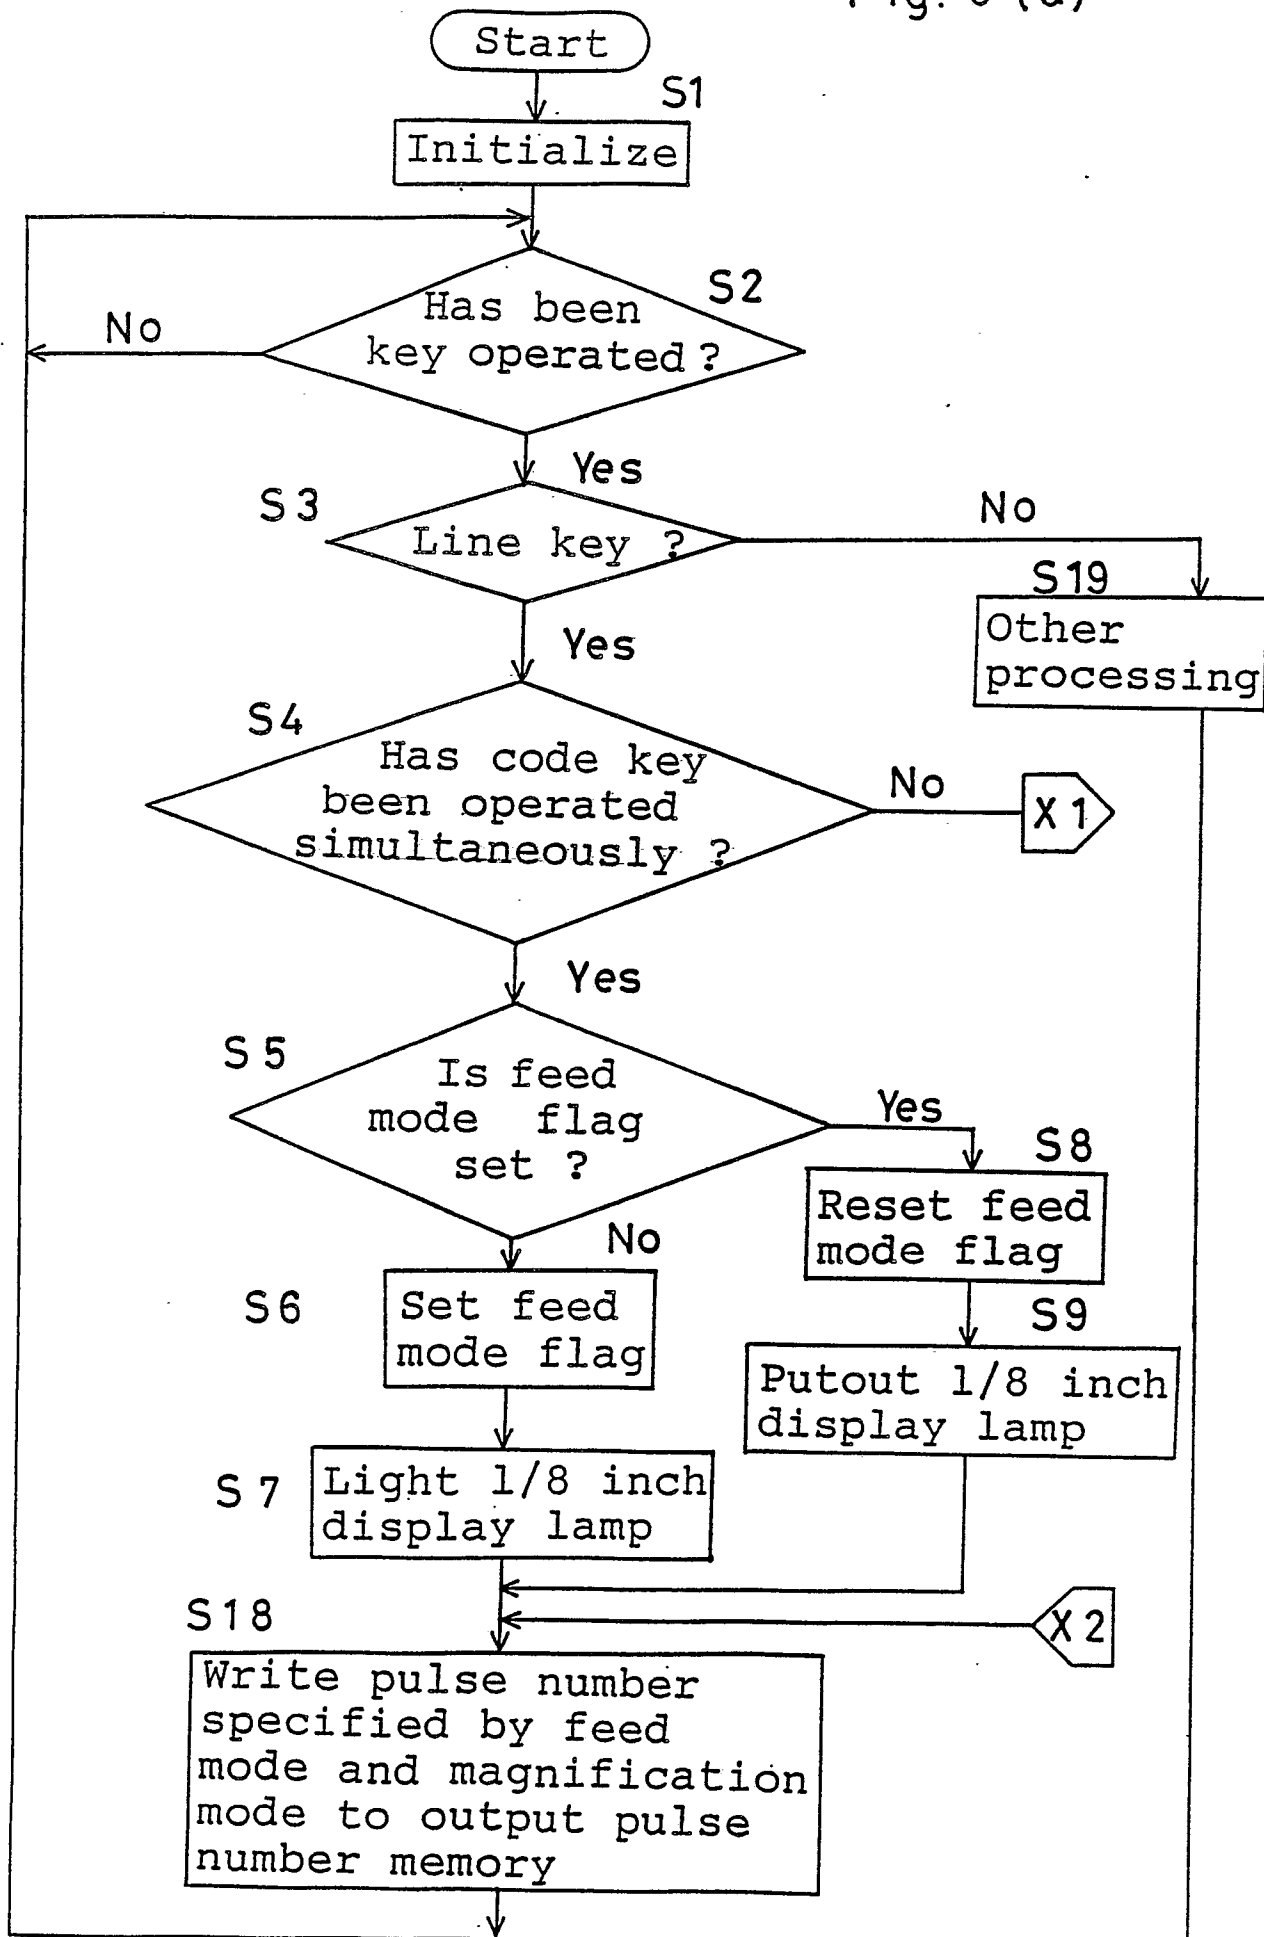 Start
S1
Initialize
S2
Has been
key operated ?
No
Yes
S3
Line key ?
No
S19
Other
processing
Yes
S4
Has code key
been operated
simultaneously ?
No
X1
Yes
S5
Is feed
mode flag
set ?
Yes
S8
Reset feed
mode flag
No
S6
Set feed
mode flag
S9
Putout 1/8 inch
display lamp
S7
Light 1/8 inch
display lamp
X2
S18
Write pulse number
specified by feed
mode and magnification
mode to output pulse
number memory